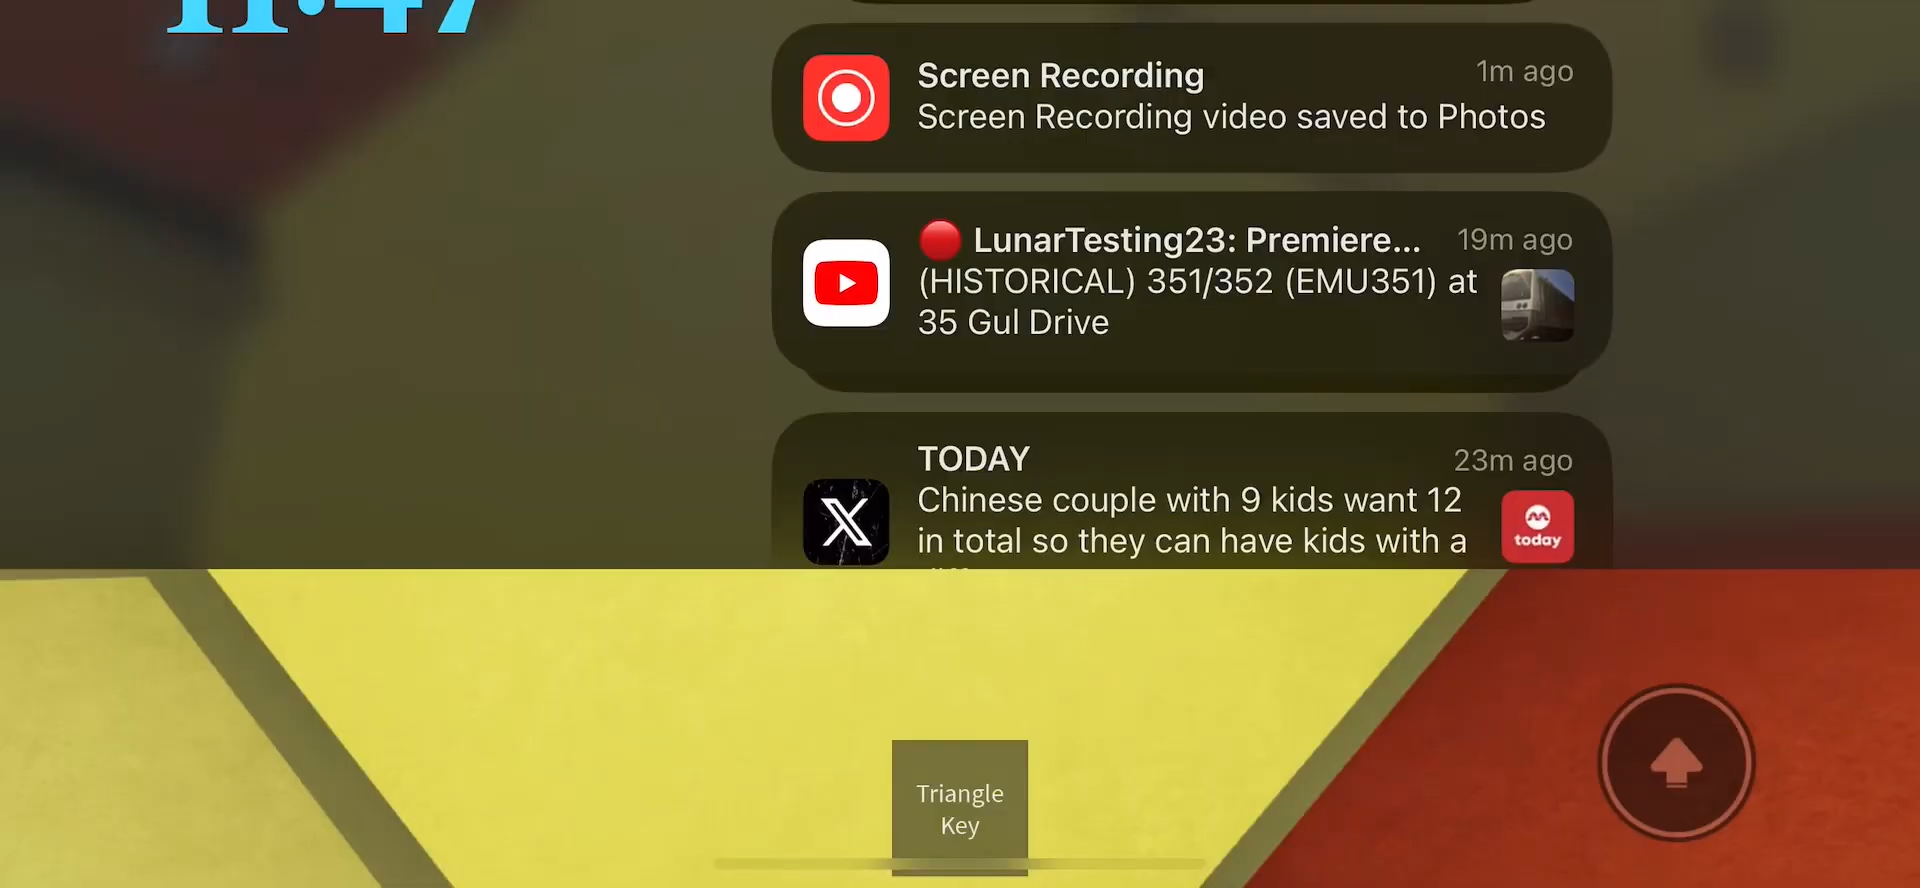 11:47
Screen Recording
1m ago
Screen Recording video saved to Photos
LunarTesting23: Premiere...
19m ago
(HISTORICAL) 351/352 (EMU351) at
35 Gul Drive
TODAY
23m ago
Chinese couple with 9 kids want 12
in total so they can have kids with a
today
Triangle
Key